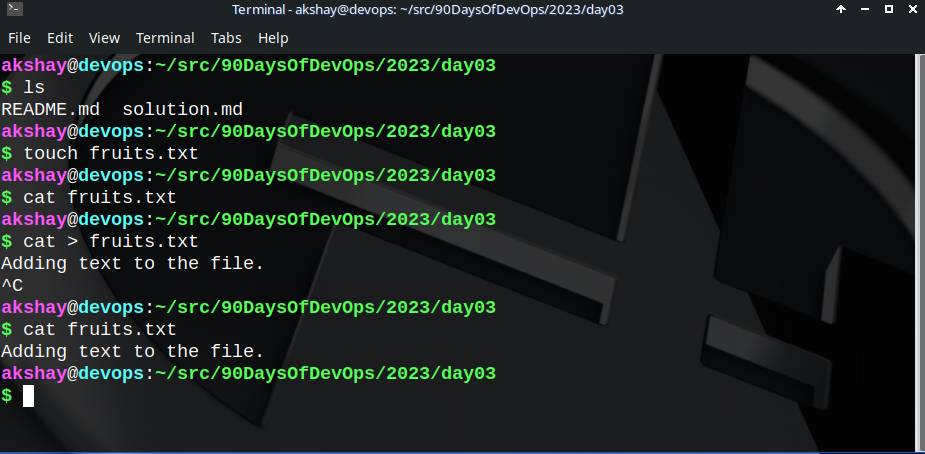 Terminal - akshay@devops: ~/src/90DaysOfDevOps/2023/day03
File Edit View Terminal Tabs Help
akshay@devops:~/src/90DaysOfDevOps/2023/day03
$ ls
README.md  solution.md
akshay@devops:~/src/90DaysOfDevOps/2023/day03
$ touch fruits.txt
akshay@devops:~/src/90DaysOfDevOps/2023/day03
$ cat fruits.txt
akshay@devops:~/src/90DaysOfDevOps/2023/day03
$ cat > fruits.txt
Adding text to the file.
^C
akshay@devops:~/src/90DaysOfDevOps/2023/day03
$ cat fruits.txt
Adding text to the file.
akshay@devops:~/src/90DaysOfDevOps/2023/day03
$